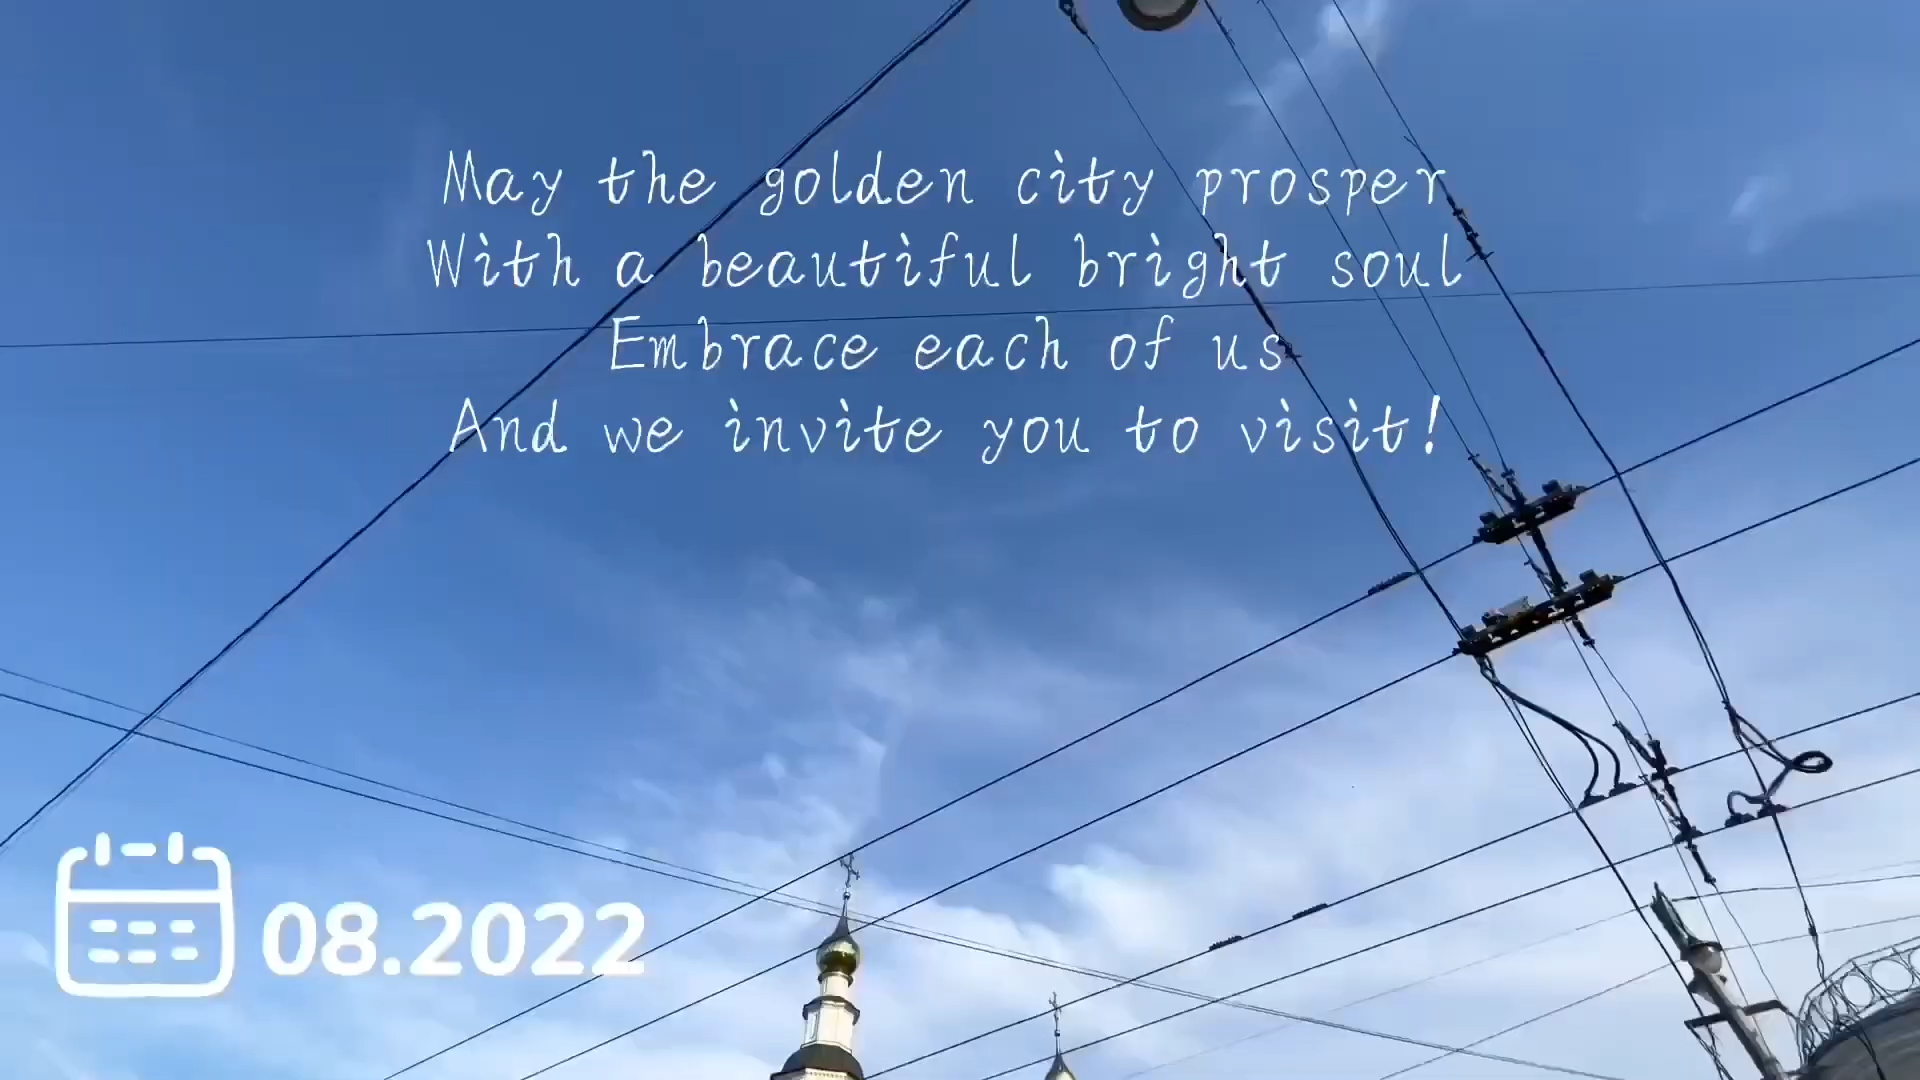 May the golden city prosper
With a beautiful bright soul
Embrace each of us
And we invite you to visit!
08.2022